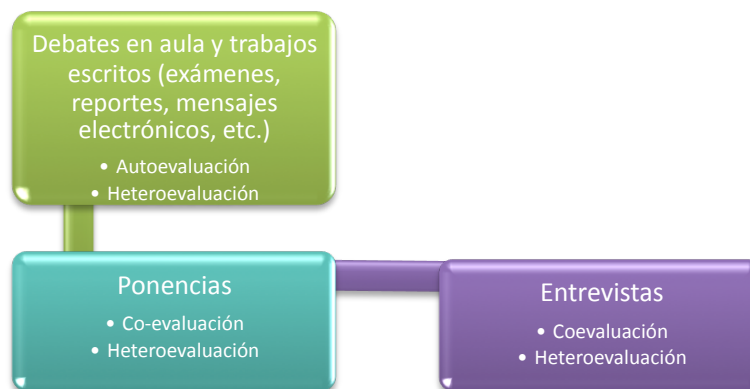 Debates en aula y trabajos
escritos (exámenes,
reportes, mensajes
electrónicos, etc.)
• Autoevaluación
• Heteroevaluación
Ponencias
• Co-evaluación
• Heteroevaluación
Entrevistas
• Coevaluación
• Heteroevaluación